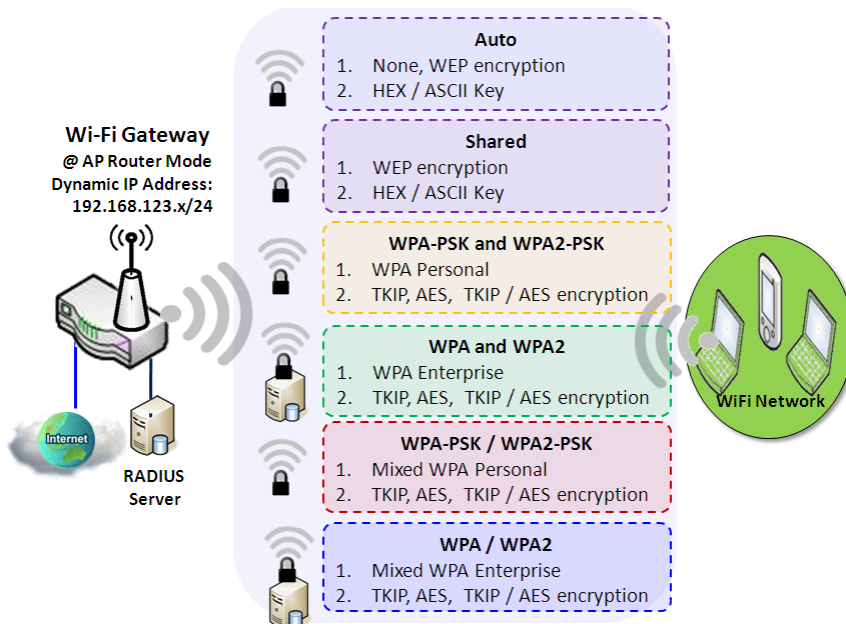 Wi-Fi Gateway
@ AP Router Mode
Dynamic IP Address:
192.168.123.x/24
Internet
RADIUS
Server
Auto
1. None, WEP encryption
2. HEX / ASCII Key
Shared
1. WEP encryption
2. HEX / ASCII Key
WPA-PSK and WPA2-PSK
1. WPA Personal
2. TKIP, AES, TKIP / AES encryption
WPA and WPA2
1. WPA Enterprise
2. TKIP, AES, TKIP / AES encryption
WPA-PSK / WPA2-PSK
1. Mixed WPA Personal
2. TKIP, AES, TKIP / AES encryption
WPA / WPA2
1. Mixed WPA Enterprise
2. TKIP, AES, TKIP / AES encryption
WiFi Network